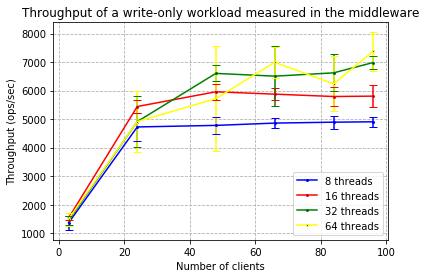 Throughput of a write-only workload measured in the middleware
8000
7000
6000
5000
4000
3000
2000
1000
Throughput (ops/sec)
0
20
40
60
80
100
Number of clients
8 threads
16 threads
32 threads
64 threads